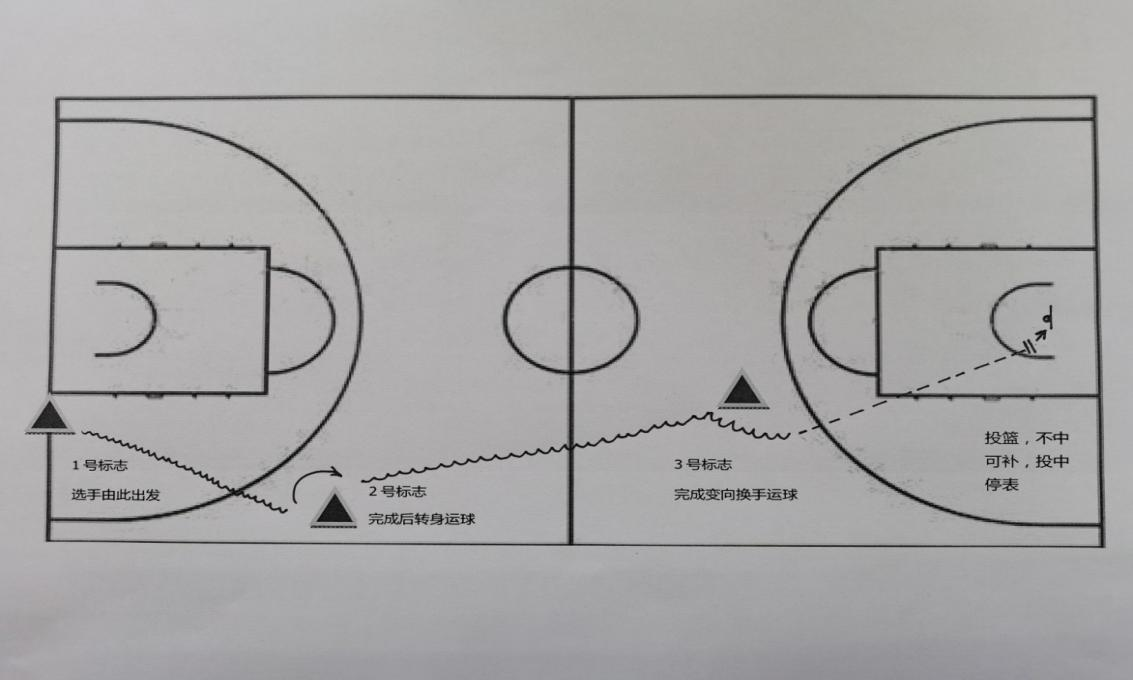 1号标志
选手由此出发
2号标志
完成后转身运球
3号标志
完成变向换手运球
投篮，不中
可补，投中
停表